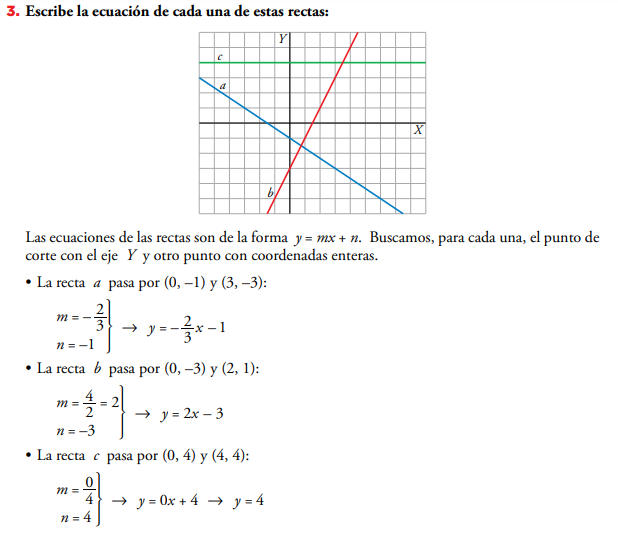 3. Escribe la ecuación de cada una de estas rectas:
Y
c
a
X
b
Las ecuaciones de las rectas son de la forma y = mx + n. Buscamos, para cada una, el punto de
corte con el eje Y y otro punto con coordenadas enteras.
• La recta a pasa por (0, –1) y (3, –3):
m = –2/3
n = –1 } → y = –2/3 x – 1
• La recta b pasa por (0, –3) y (2, 1):
m = 4/2 = 2
n = –3 } → y = 2x – 3
• La recta c pasa por (0, 4) y (4, 4):
m = 0/4
n = 4 } → y = 0x + 4 → y = 4